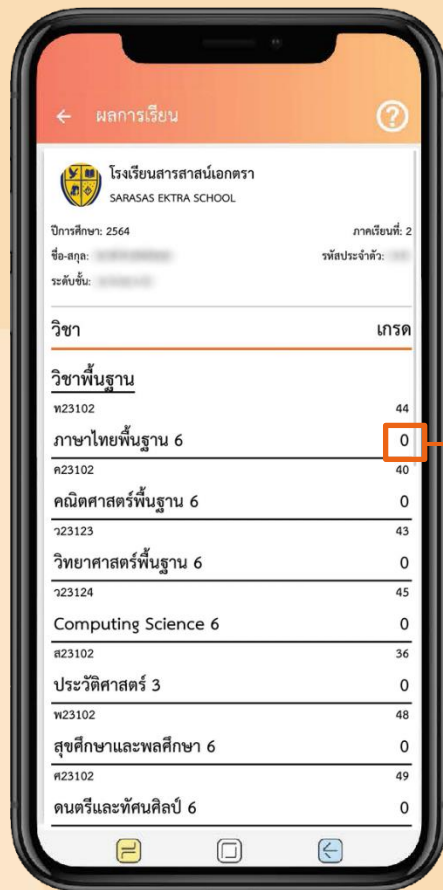 ← ผลการเรียน ?
โรงเรียนสารสาสน์เอกตรา
SARASAS EKTRA SCHOOL
ปีการศึกษา: 2564 ภาคเรียนที่: 2
ชื่อ-สกุล: รหัสประจำตัว:
ระดับชั้น:
วิชา เกรด
วิชาพื้นฐาน
ท23102 44
ภาษาไทยพื้นฐาน 6 0
ค23102 40
คณิตศาสตร์พื้นฐาน 6 0
ว23123 43
วิทยาศาสตร์พื้นฐาน 6 0
ว23124 45
Computing Science 6 0
ส23102 36
ประวัติศาสตร์ 3 0
พ23102 48
สุขศึกษาและพลศึกษา 6 0
ศ23102 49
ดนตรีและทัศนศิลป์ 6 0